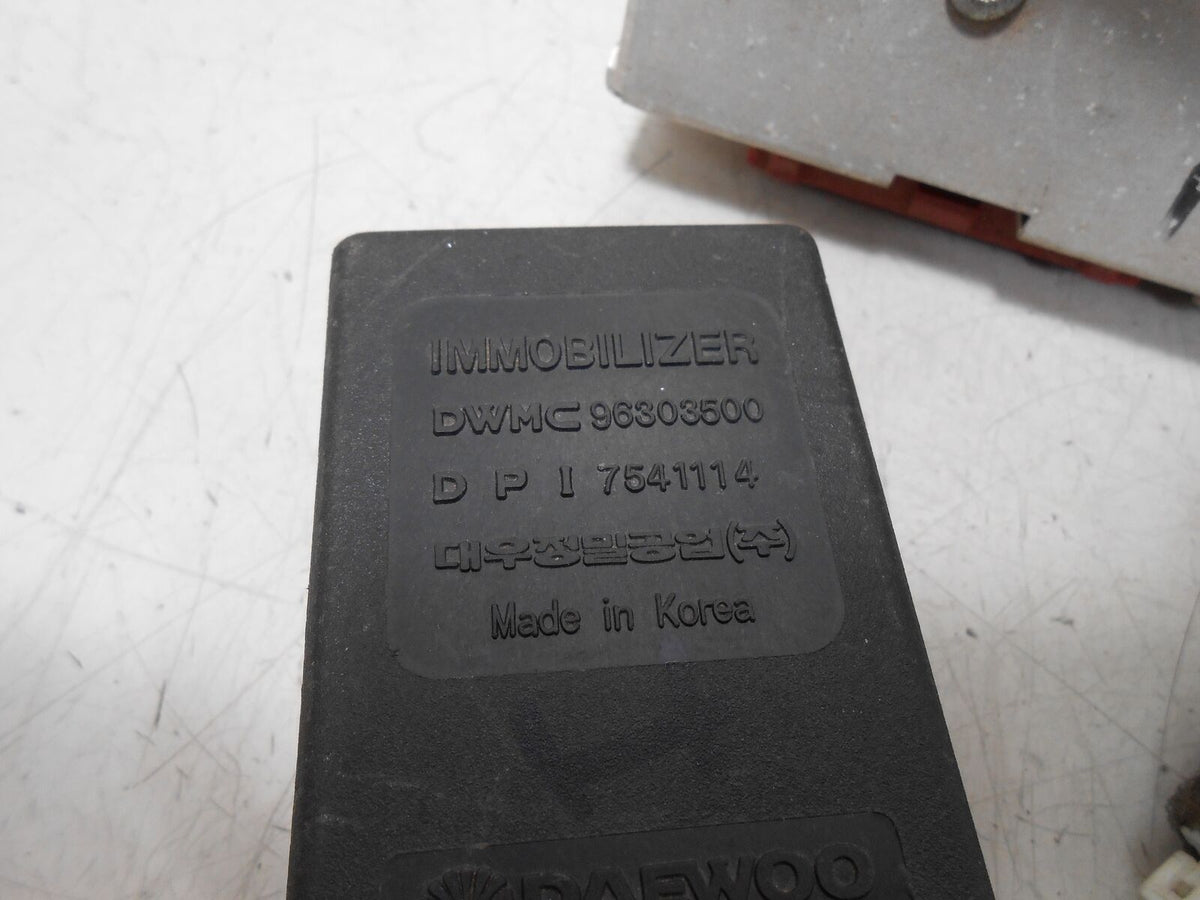 IMMOBILIZER
DWMC 96303500
D P I 7541114
대우정밀공업(주)
Made in Korea
DAEWOO